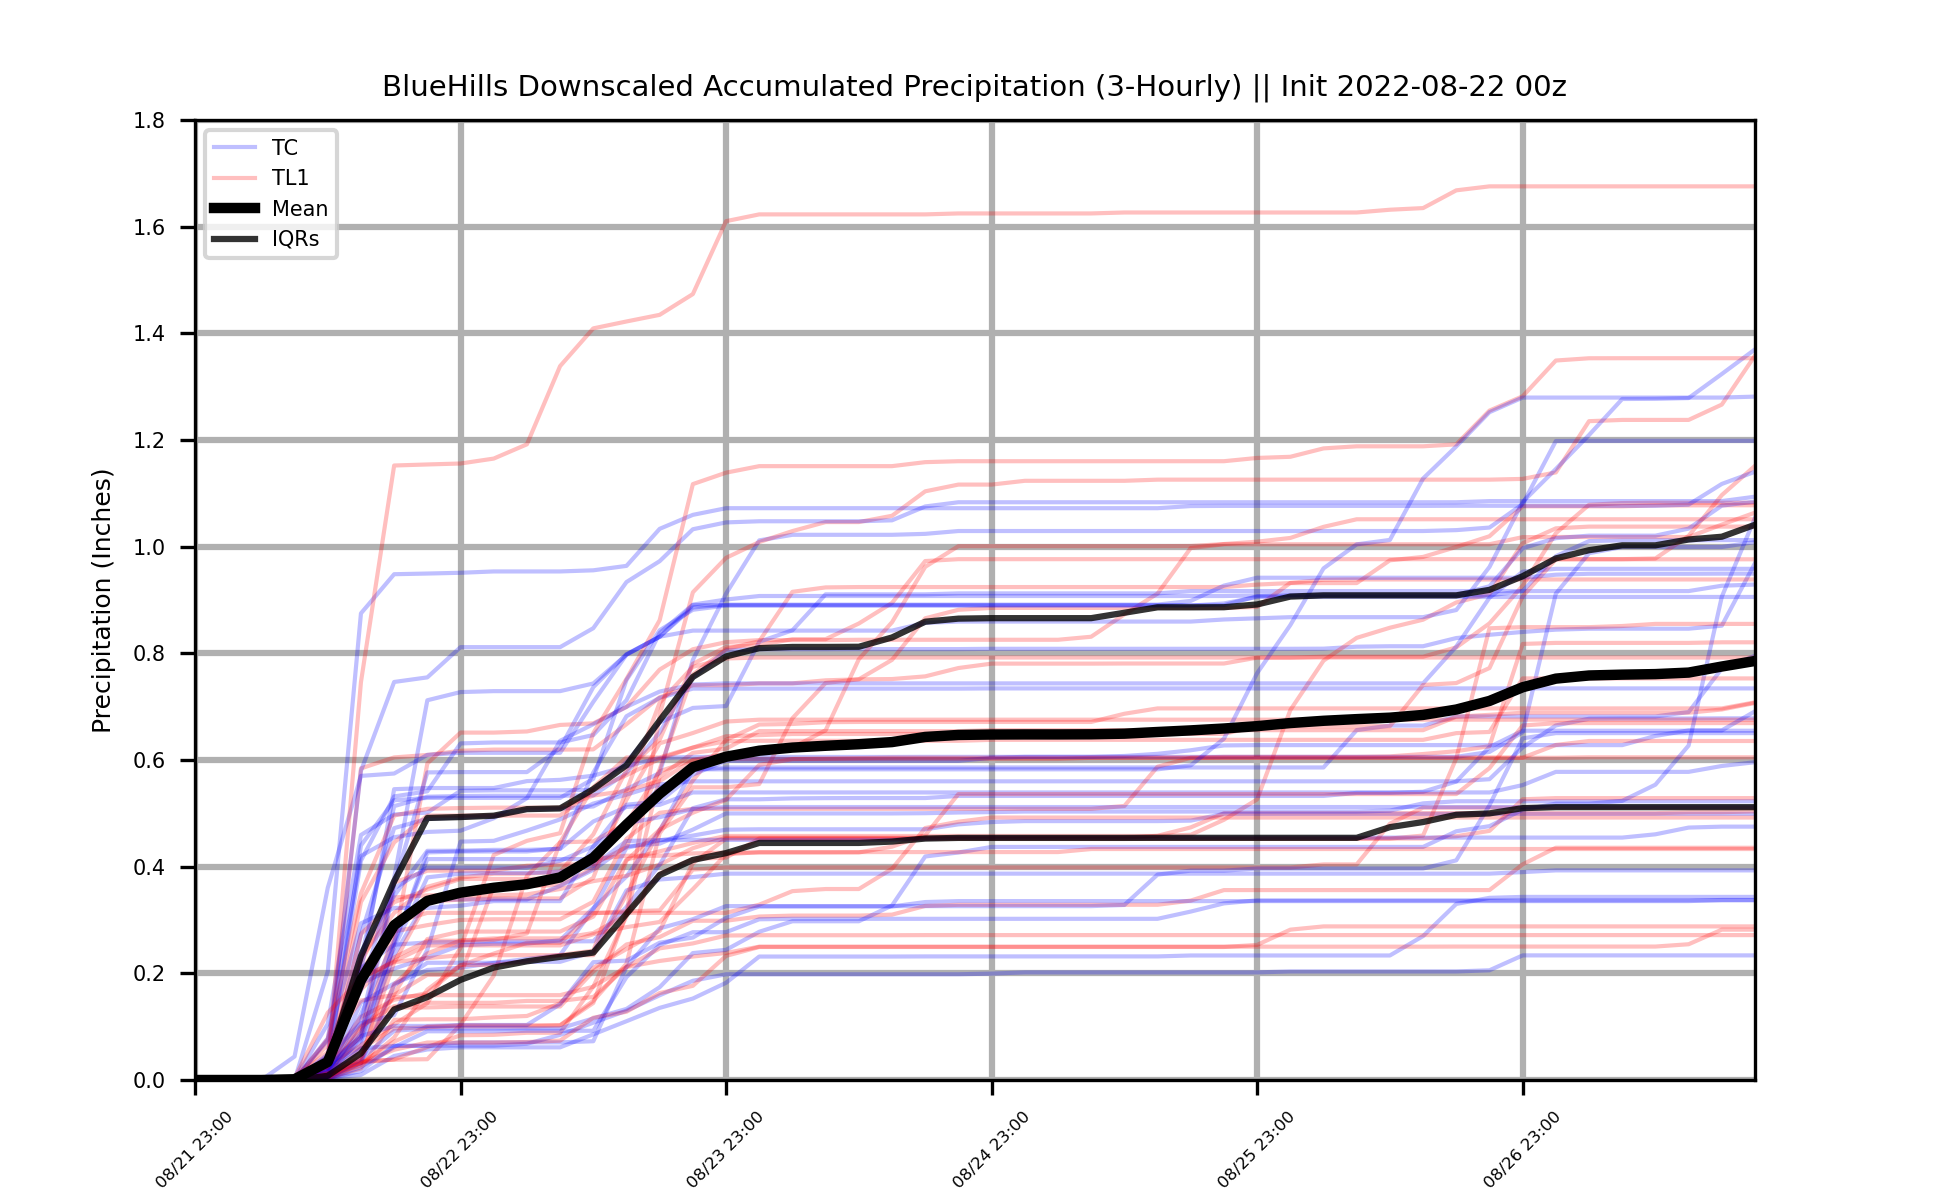 BlueHills Downscaled Accumulated Precipitation (3-Hourly) || Init 2022-08-22 00z
TC
TL1
Mean
IQRs
Precipitation (Inches)
1.8
1.6
1.4
1.2
1.0
0.8
0.6
0.4
0.2
0.0
08/21 23:00
08/22 23:00
08/23 23:00
08/24 23:00
08/25 23:00
08/26 23:00